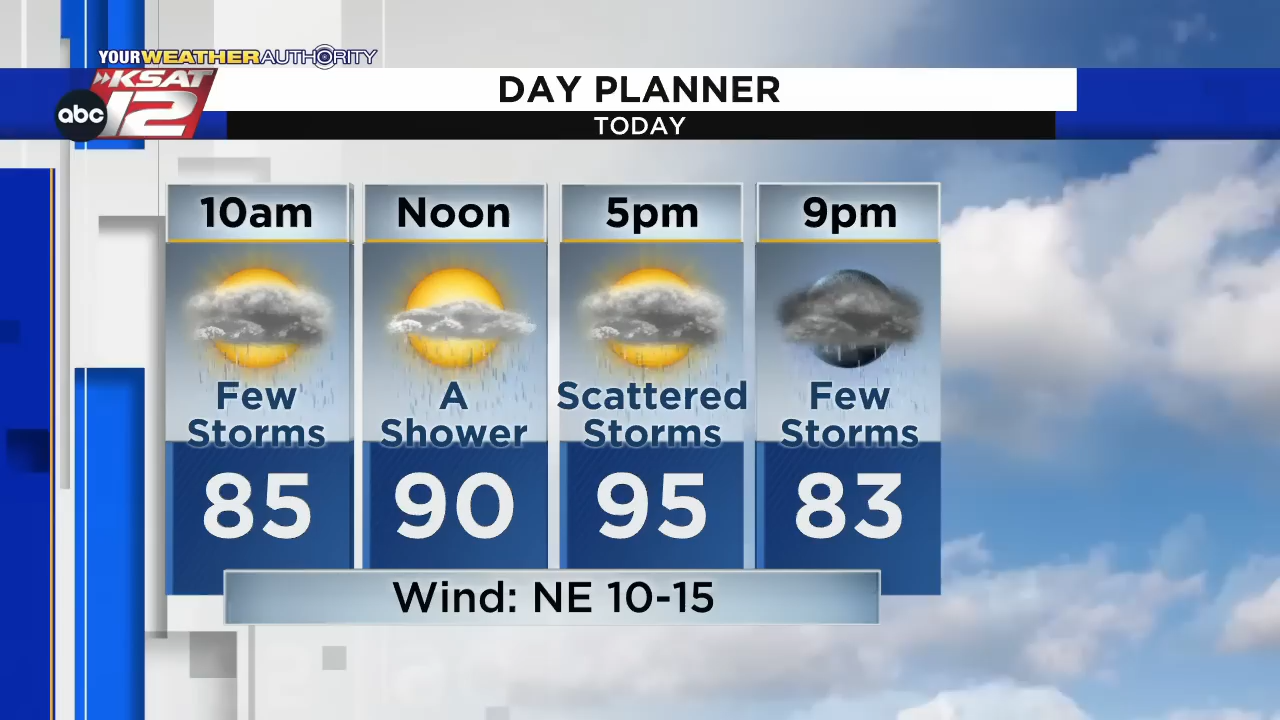 YOUR WEATHER AUTHORITY
KSAT
abc 12
DAY PLANNER
TODAY
10am Noon 5pm 9pm
Few Storms
A Shower
Scattered Storms
Few Storms
85 90 95 83
Wind: NE 10-15